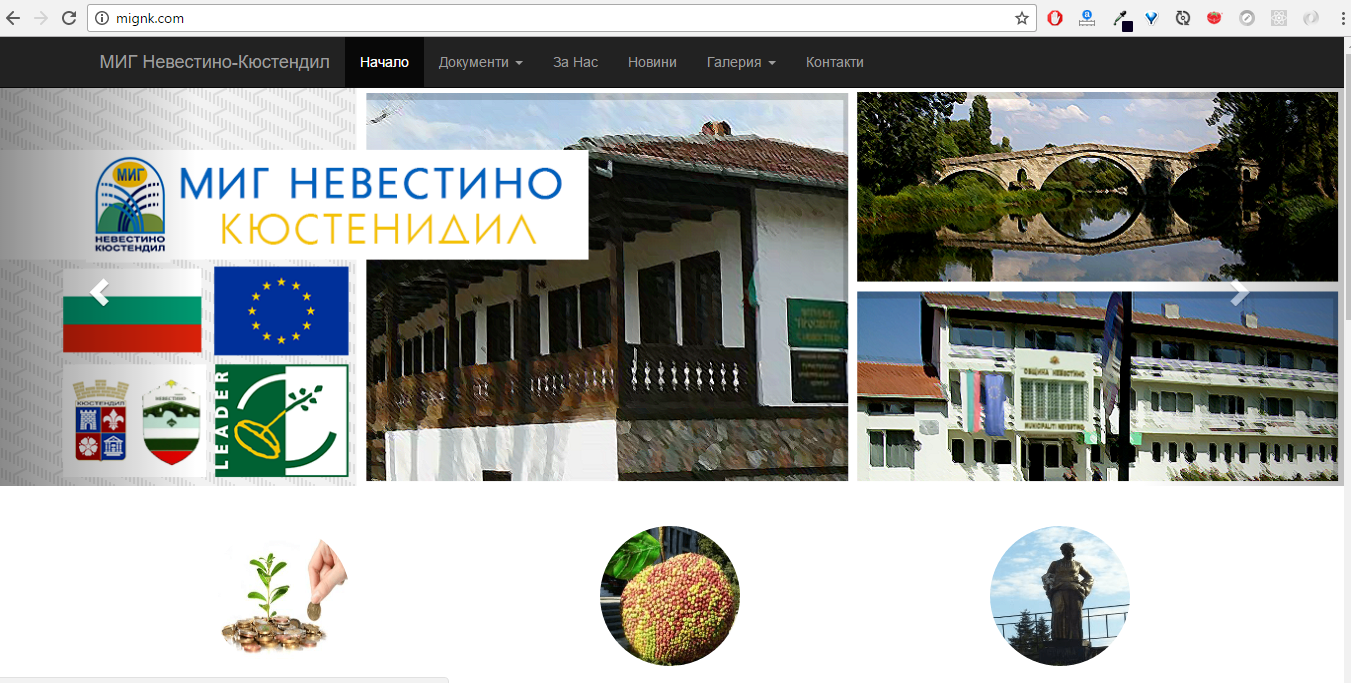 mignk.com
МИГ Невестино-Кюстендил Начало Документи За Нас Новини Галерия Контакти
МИГ
НЕВЕСТИНО
КЮСТЕНДИЛ
МИГ НЕВЕСТИНО
КЮСТЕНИДИЛ
КЮСТЕНДИЛ
НЕВЕСТИНО
LEADER
ОБЩИНА НЕВЕСТИНО